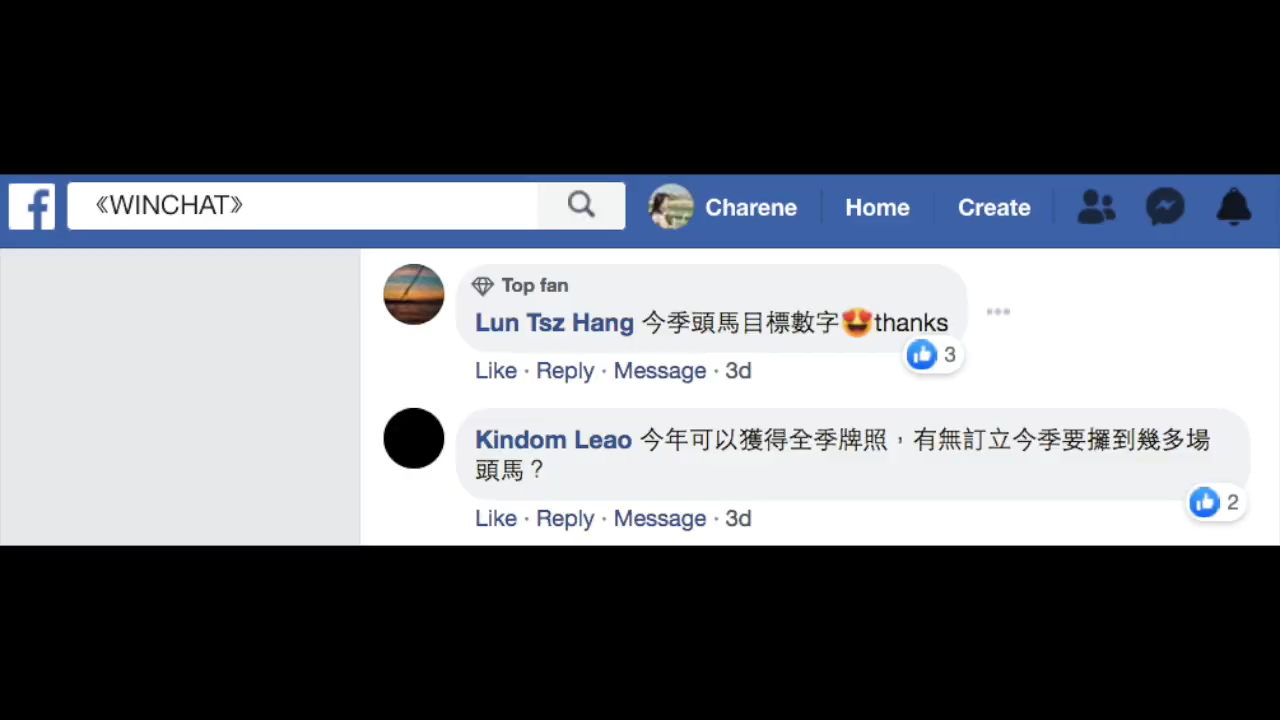 f
《WINCHAT》
Charene
Home
Create
Top fan
Lun Tsz Hang 今季頭馬目標數字😍thanks
3
Like · Reply · Message · 3d
Kindom Leao 今年可以獲得全季牌照，有無訂立今季要攞到幾多場
頭馬？
2
Like · Reply · Message · 3d